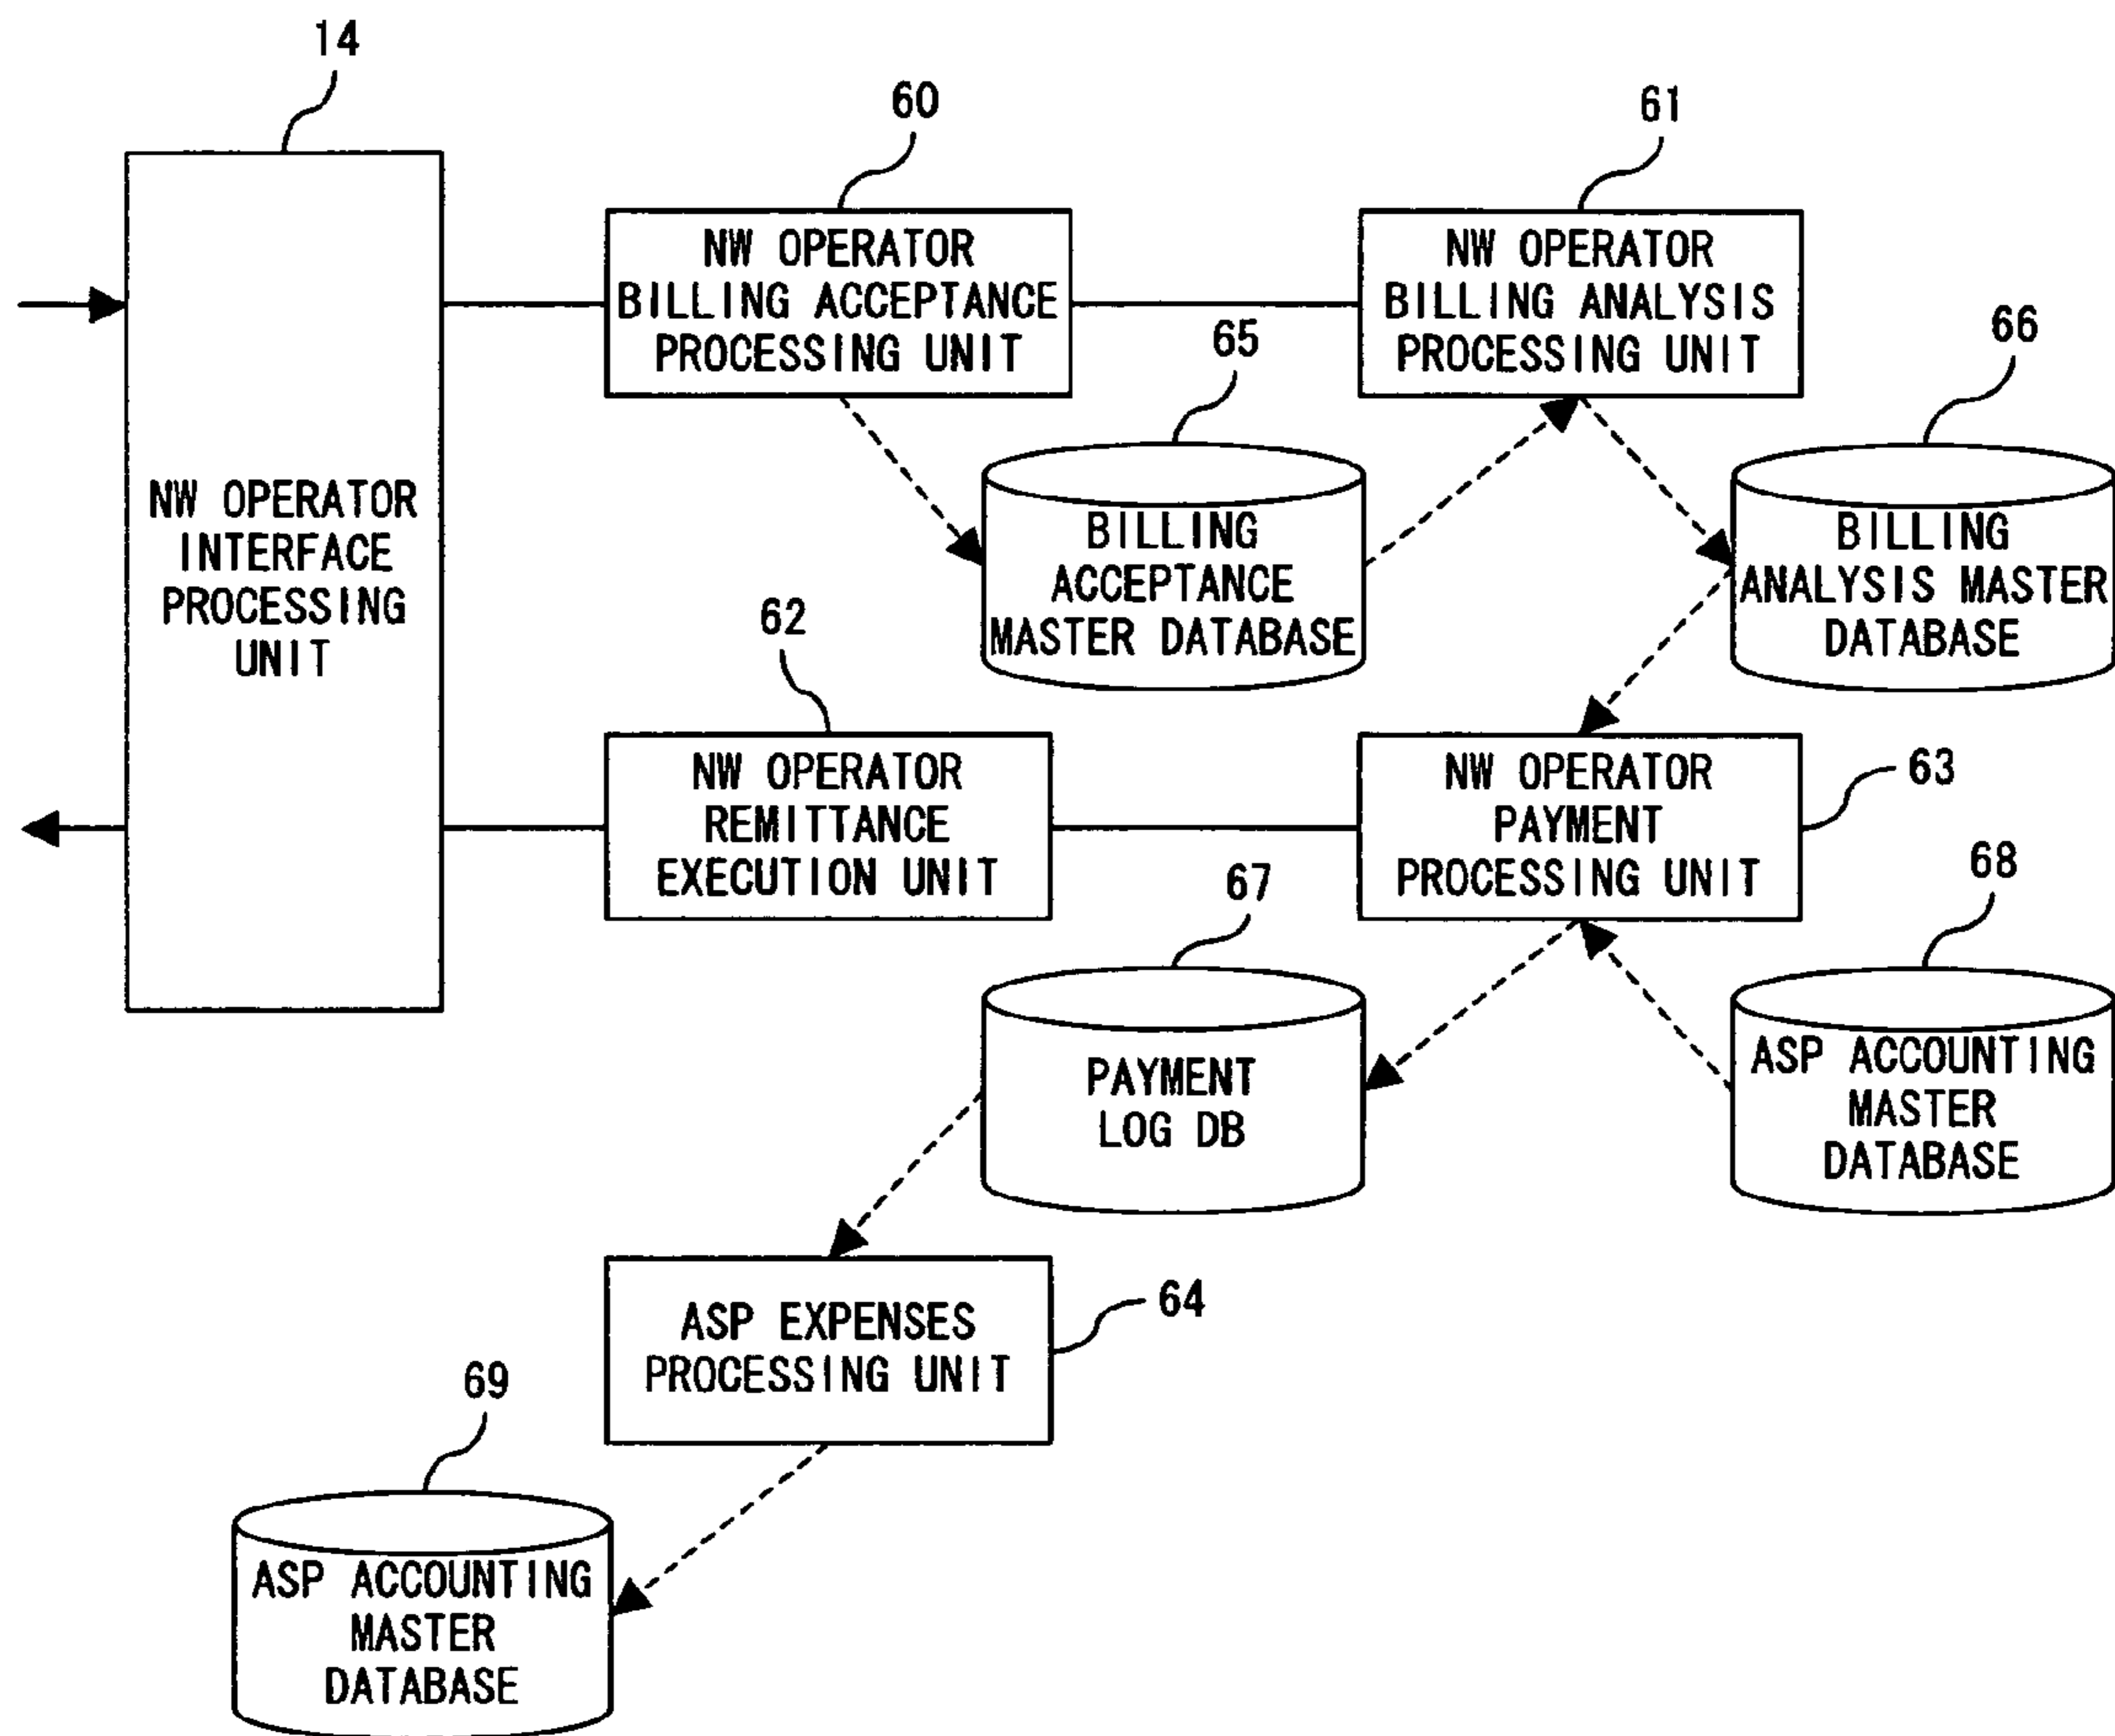 14
60
61
NW OPERATOR
BILLING ACCEPTANCE
PROCESSING UNIT
NW OPERATOR
BILLING ANALYSIS
PROCESSING UNIT
65
66
NW OPERATOR
INTERFACE
PROCESSING
UNIT
BILLING
ACCEPTANCE
MASTER DATABASE
BILLING
ANALYSIS MASTER
DATABASE
62
NW OPERATOR
REMITTANCE
EXECUTION UNIT
NW OPERATOR
PAYMENT
PROCESSING UNIT
63
67
68
PAYMENT
LOG DB
ASP ACCOUNTING
MASTER
DATABASE
ASP EXPENSES
PROCESSING UNIT
64
69
ASP ACCOUNTING
MASTER
DATABASE